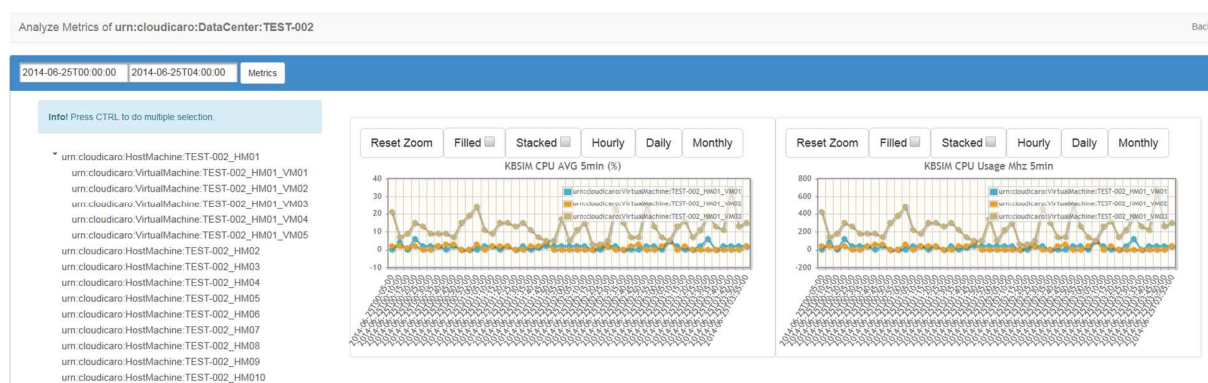 Analyze Metrics of urn:cloudicaro:DataCenter:TEST-002
Back
2014-06-25T00:00:00 2014-06-25T04:00:00 Metrics
Info! Press CTRL to do multiple selection.
urn:cloudicaro:HostMachine:TEST-002_HM01
urn:cloudicaro:VirtualMachine:TEST-002_HM01_VM01
urn:cloudicaro:VirtualMachine:TEST-002_HM01_VM02
urn:cloudicaro:VirtualMachine:TEST-002_HM01_VM03
urn:cloudicaro:VirtualMachine:TEST-002_HM01_VM04
urn:cloudicaro:VirtualMachine:TEST-002_HM01_VM05
urn:cloudicaro:HostMachine:TEST-002_HM02
urn:cloudicaro:HostMachine:TEST-002_HM03
urn:cloudicaro:HostMachine:TEST-002_HM04
urn:cloudicaro:HostMachine:TEST-002_HM05
urn:cloudicaro:HostMachine:TEST-002_HM06
urn:cloudicaro:HostMachine:TEST-002_HM07
urn:cloudicaro:HostMachine:TEST-002_HM08
urn:cloudicaro:HostMachine:TEST-002_HM09
urn:cloudicaro:HostMachine:TEST-002_HM010
Reset Zoom Filled Stacked Hourly Daily Monthly
KBSIM CPU AVG 5min (%)
40
30
20
10
0
-10
urn:cloudicaro:VirtualMachine:TEST-002_HM01_VM01
urn:cloudicaro:VirtualMachine:TEST-002_HM01_VM02
urn:cloudicaro:VirtualMachine:TEST-002_HM01_VM03
Reset Zoom Filled Stacked Hourly Daily Monthly
KBSIM CPU Usage Mhz 5min
800
600
400
200
0
-200
urn:cloudicaro:VirtualMachine:TEST-002_HM01_VM01
urn:cloudicaro:VirtualMachine:TEST-002_HM01_VM02
urn:cloudicaro:VirtualMachine:TEST-002_HM01_VM03